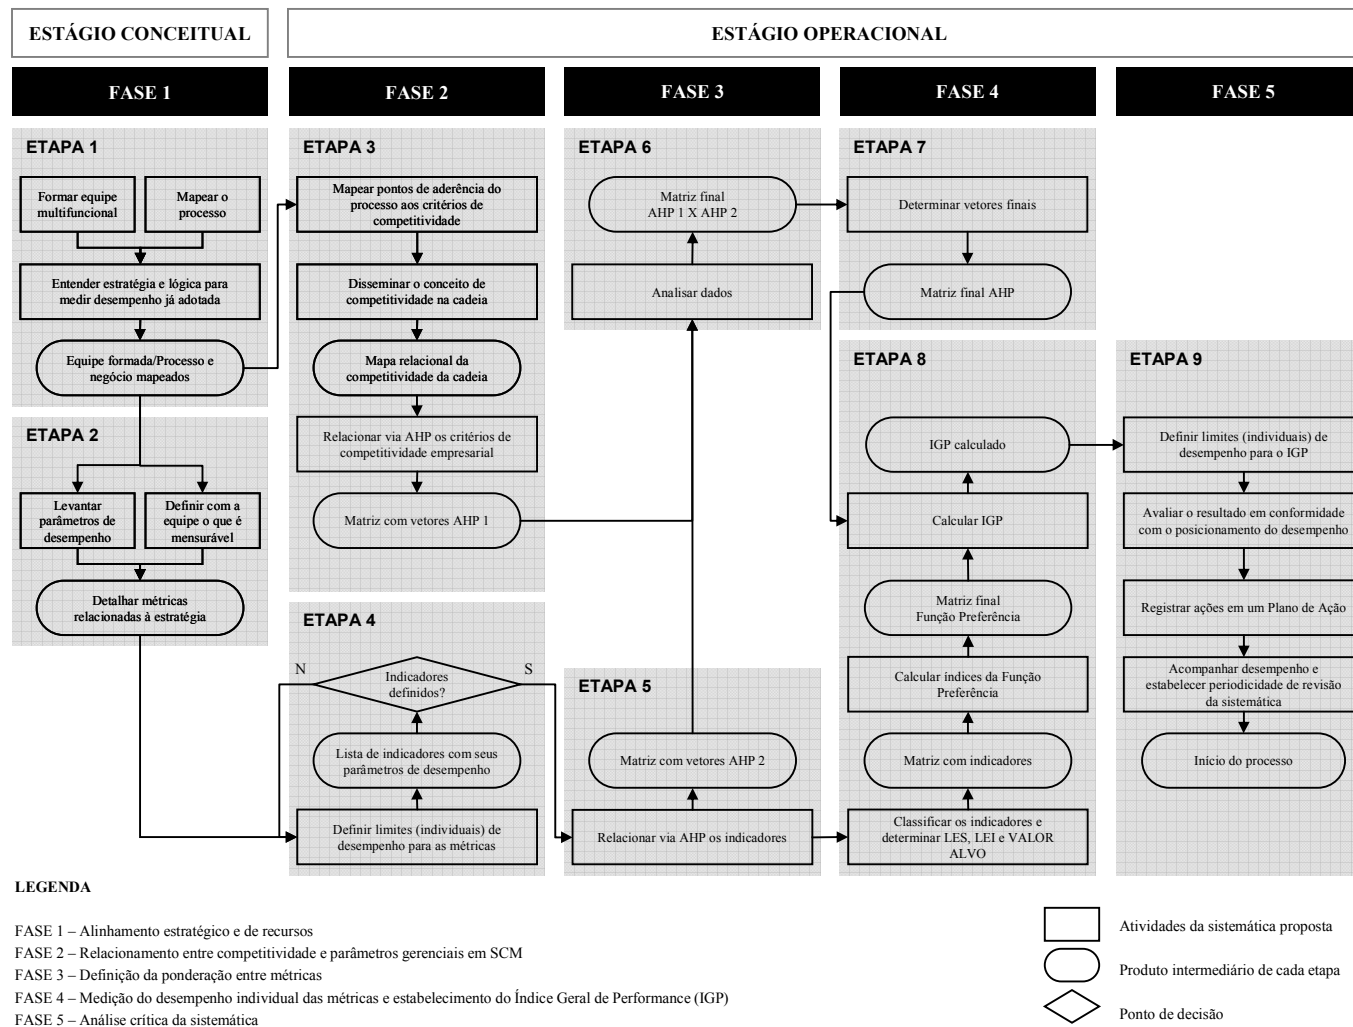 ESTÁGIO CONCEITUAL
ESTÁGIO OPERACIONAL
FASE 1
FASE 2
FASE 3
FASE 4
FASE 5
ETAPA 1
Formar equipe
multifuncional
Mapear o
processo
Entender estratégia e lógica para
medir desempenho já adotada
Equipe formada/Processo e
negócio mapeados
ETAPA 2
Levantar
parâmetros de
desempenho
Definir com a
equipe o que é
mensurável
Detalhar métricas
relacionadas à estratégia
ETAPA 3
Mapear pontos de aderência do
processo aos critérios de
competitividade
Disseminar o conceito de
competitividade na cadeia
Mapa relacional da
competitividade da cadeia
Relacionar via AHP os critérios de
competitividade empresarial
Matriz com vetores AHP 1
ETAPA 4
N
S
Indicadores
definidos?
Lista de indicadores com seus
parâmetros de desempenho
Definir limites (individuais) de
desempenho para as métricas
ETAPA 6
Matriz final
AHP 1 X AHP 2
Analisar dados
ETAPA 5
Matriz com vetores AHP 2
Relacionar via AHP os indicadores
ETAPA 7
Determinar vetores finais
Matriz final AHP
ETAPA 8
IGP calculado
Calcular IGP
Matriz final
Função Preferência
Calcular índices da Função
Preferência
Matriz com indicadores
Classificar os indicadores e
determinar LES, LEI e VALOR
ALVO
ETAPA 9
Definir limites (individuais) de
desempenho para o IGP
Avaliar o resultado em conformidade
com o posicionamento do desempenho
Registrar ações em um Plano de Ação
Acompanhar desempenho e
estabelecer periodicidade de revisão
da sistemática
Início do processo
LEGENDA
FASE 1 – Alinhamento estratégico e de recursos
FASE 2 – Relacionamento entre competitividade e parâmetros gerenciais em SCM
FASE 3 – Definição da ponderação entre métricas
FASE 4 – Medição do desempenho individual das métricas e estabelecimento do Índice Geral de Performance (IGP)
FASE 5 – Análise crítica da sistemática
Atividades da sistemática proposta
Produto intermediário de cada etapa
Ponto de decisão